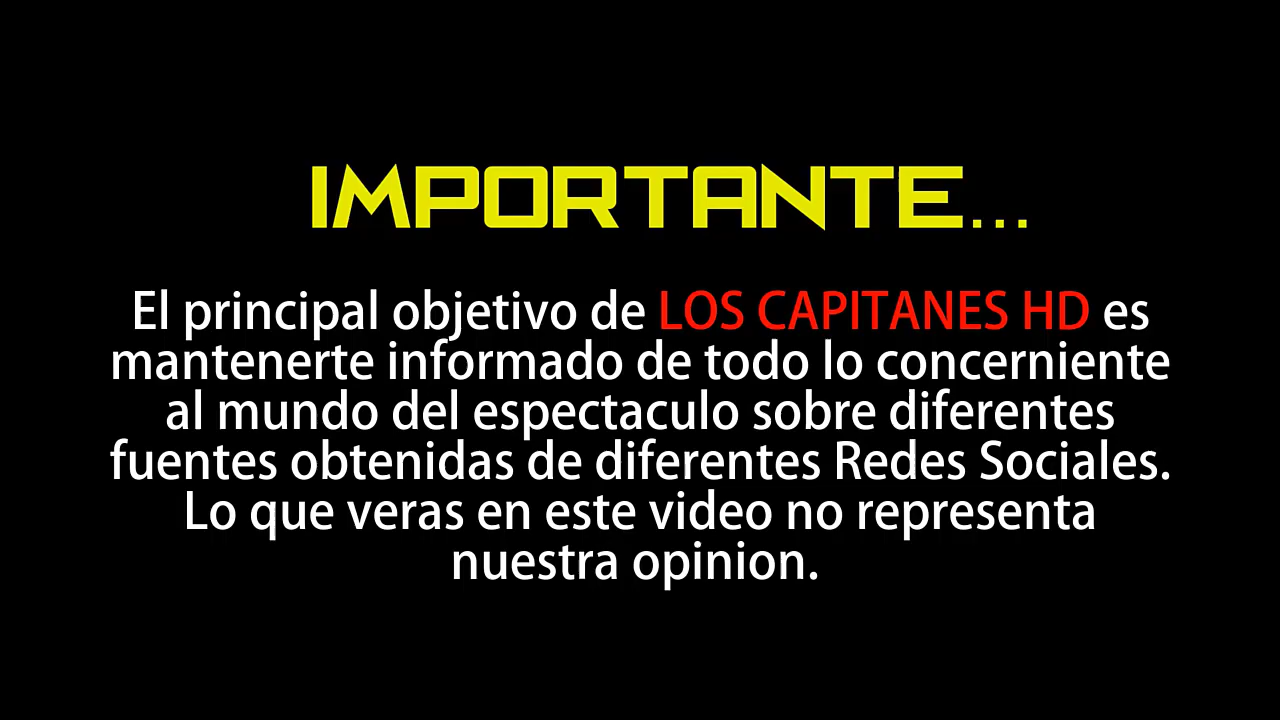 IMPORTANTE...
El principal objetivo de LOS CAPITANES HD es
mantenerte informado de todo lo concerniente
al mundo del espectaculo sobre diferentes
fuentes obtenidas de diferentes Redes Sociales.
Lo que veras en este video no representa
nuestra opinion.